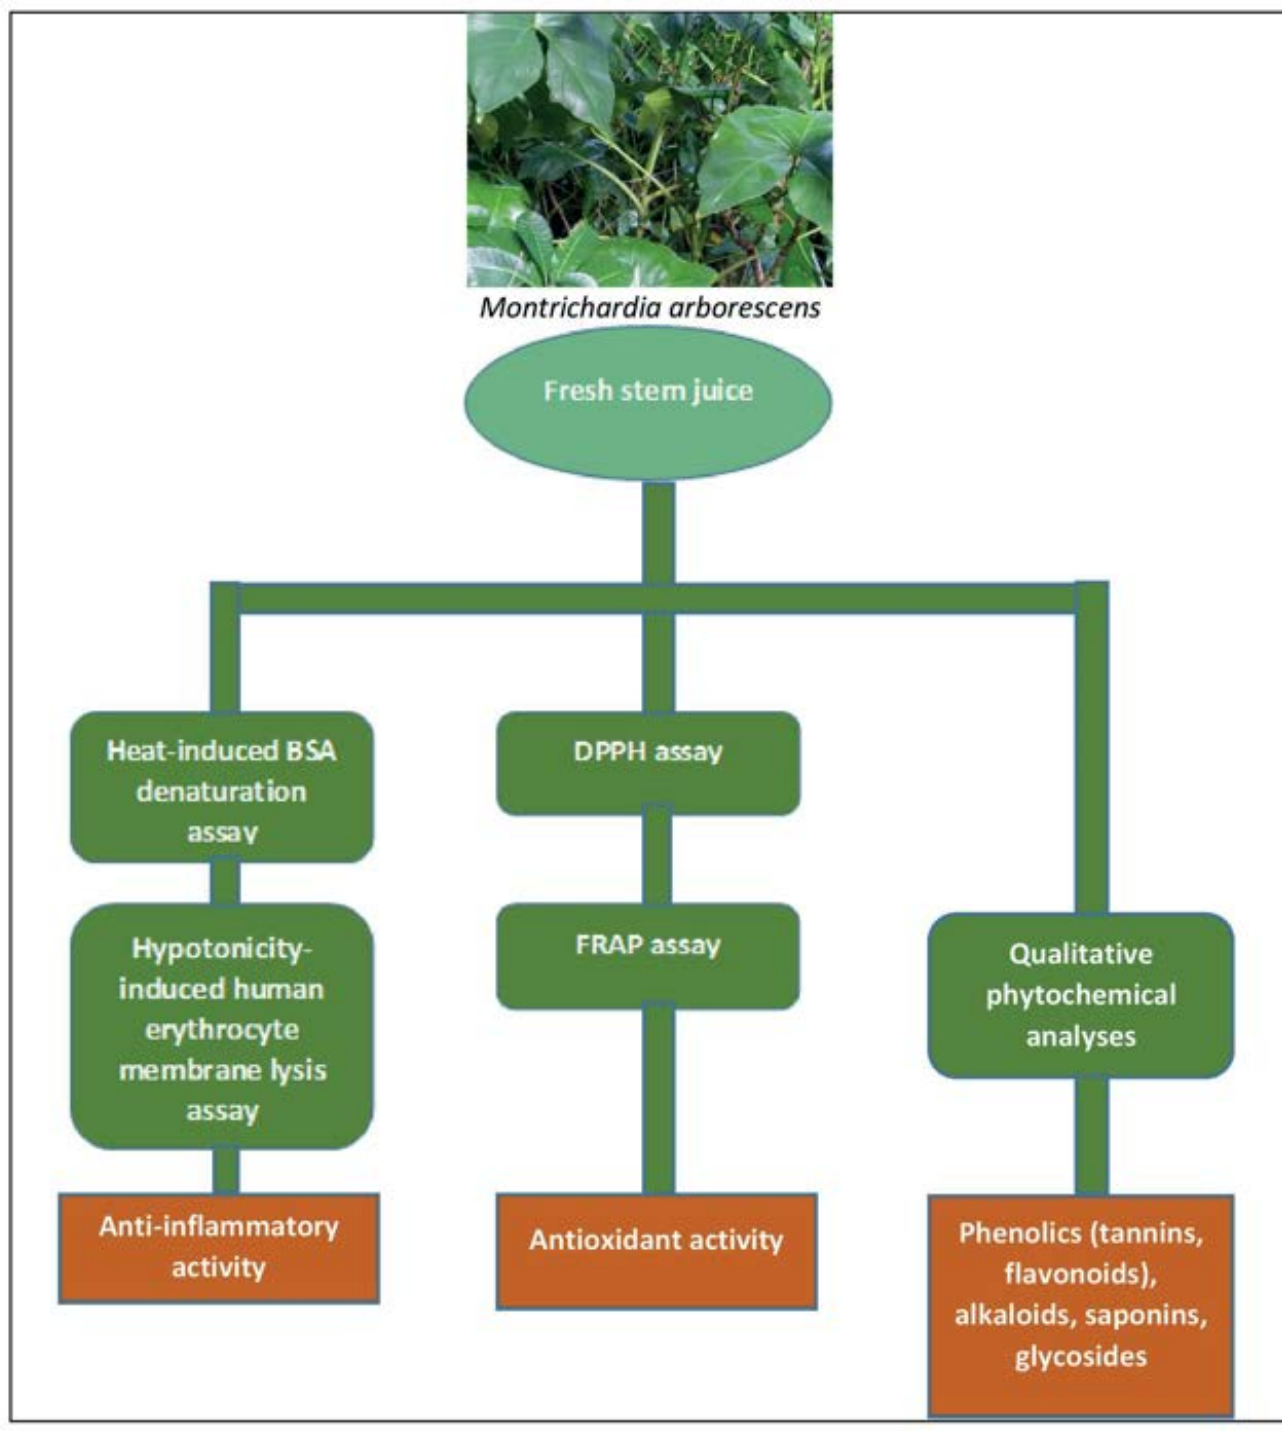 Montrichardia arborescens
Fresh stem juice
Heat-induced BSA
denaturation
assay
Hypotonicity-
induced human
erythrocyte
membrane lysis
assay
Anti-inflammatory
activity
DPPH assay
FRAP assay
Antioxidant activity
Qualitative
phytochemical
analyses
Phenolics (tannins,
flavonoids),
alkaloids, saponins,
glycosides